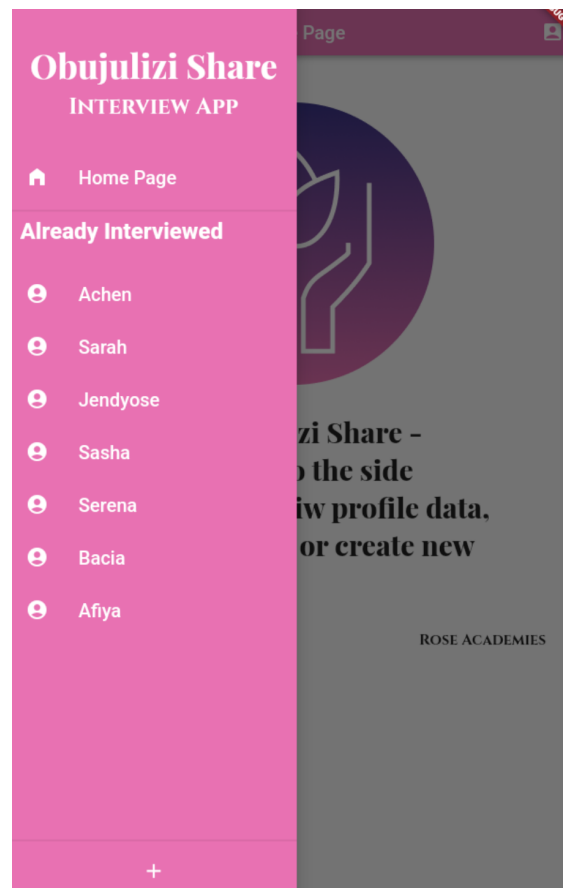 Obujulizi Share
Interview App
Home Page
Already Interviewed
Achen
Sarah
Jendyose
Sasha
Serena
Bacia
Afiya
+
Page
zi Share -
the side
iw profile data,
or create new
Rose Academies